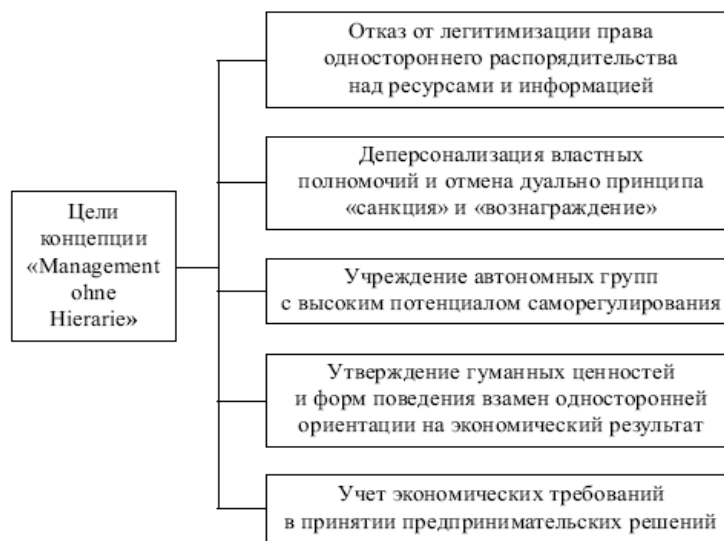 Цели
концепции
«Management
ohne
Hierarie»
Отказ от легитимизации права
одностороннего распорядительства
над ресурсами и информацией
Деперсонализация властных
полномочий и отмена дуально принципа
«санкция» и «вознаграждение»
Учреждение автономных групп
с высоким потенциалом саморегулирования
Утверждение гуманных ценностей
и форм поведения взамен односторонней
ориентации на экономический результат
Учет экономических требований
в принятии предпринимательских решений